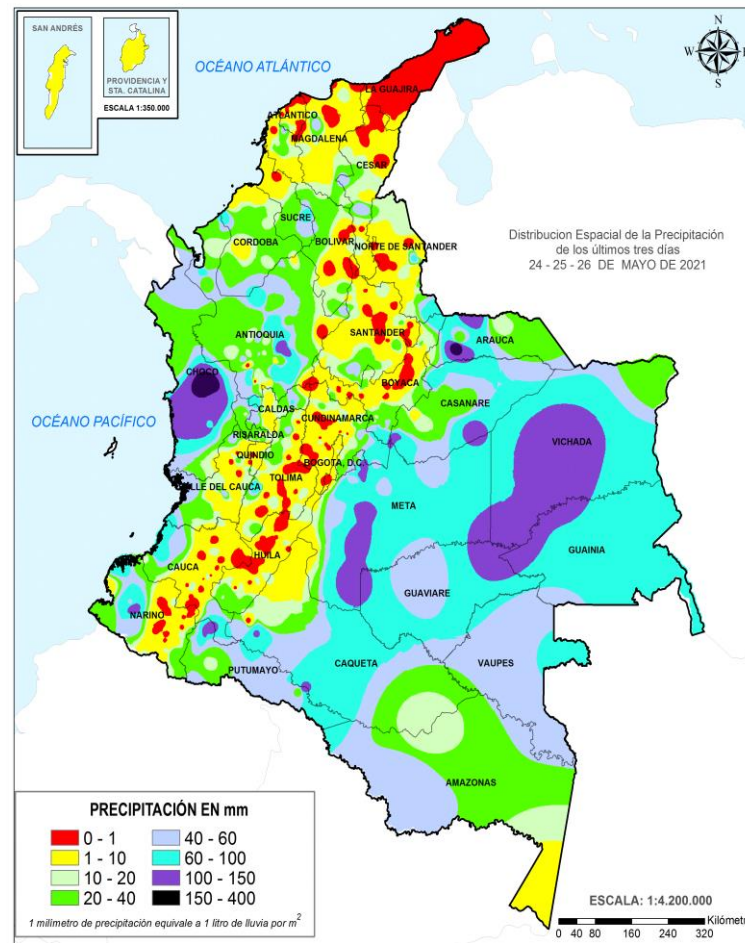 SAN ANDRÉS
PROVIDENCIA Y
STA. CATALINA
ESCALA 1:350.000
OCÉANO ATLÁNTICO
N
W
E
S
LA GUAJIRA
ATLÁNTICO
MAGDALENA
CESAR
SUCRE
CORDOBA
BOLIVAR
NORTE DE SANTANDER
Distribucion Espacial de la Precipitación
de los últimos tres días
24 - 25 - 26 DE MAYO DE 2021
ANTIOQUIA
SANTANDER
ARAUCA
CHOCO
BOYACA
OCÉANO PACÍFICO
CALDAS
CUNDINAMARCA
CASANARE
RISARALDA
VICHADA
QUINDIO
BOGOTA, D.C.
TOLIMA
VALLE DEL CAUCA
META
GUAINIA
HUILA
CAUCA
GUAVIARE
NARIÑO
CAQUETA
VAUPES
PUTUMAYO
AMAZONAS
PRECIPITACIÓN EN mm
0 - 1
1 - 10
10 - 20
20 - 40
40 - 60
60 - 100
100 - 150
150 - 400
1 milímetro de precipitación equivale a 1 litro de lluvia por m²
ESCALA: 1:4.200.000
0 40 80 160 240 320 Kilómetr